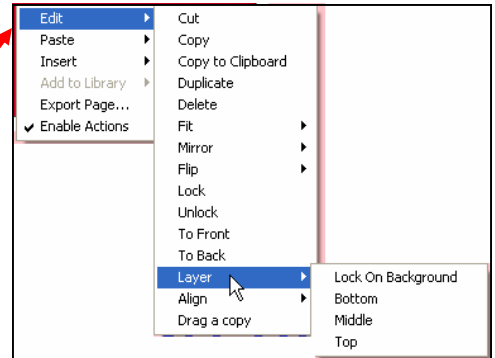 Edit
Paste
Insert
Add to Library
Export Page...
Enable Actions
Cut
Copy
Copy to Clipboard
Duplicate
Delete
Fit
Mirror
Flip
Lock
Unlock
To Front
To Back
Layer
Align
Drag a copy
Lock On Background
Bottom
Middle
Top